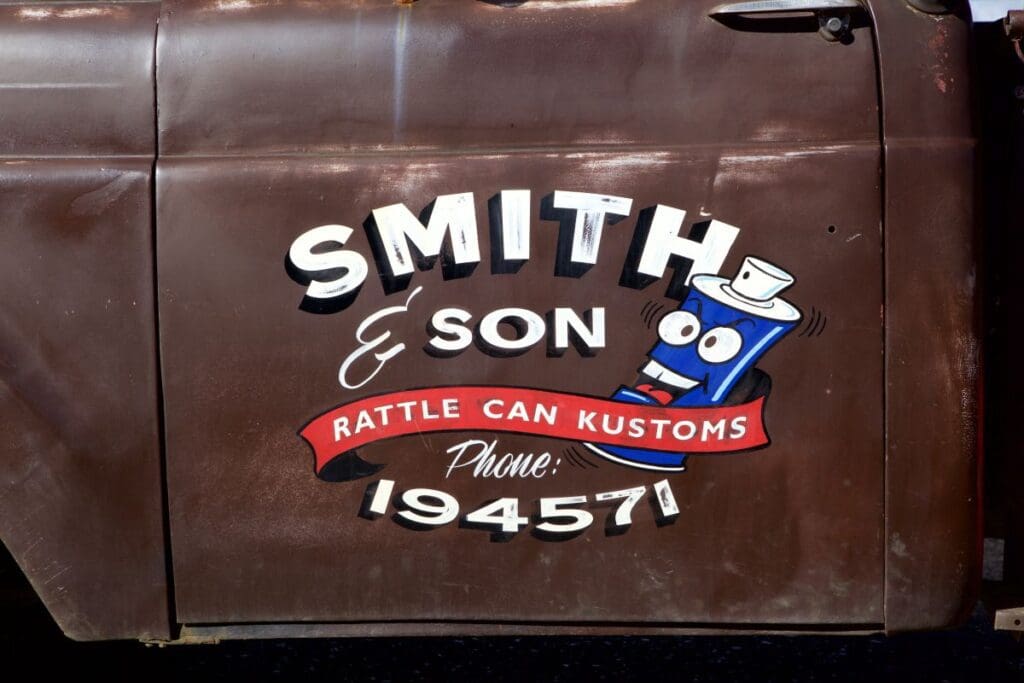 SMITH
& SON
RATTLE CAN KUSTOMS
Phone:
194571